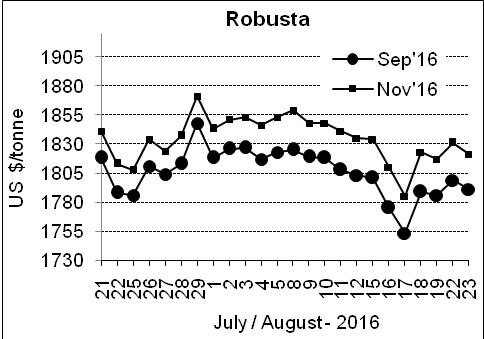 Robusta
US $/tonne
1905
1880
1855
1830
1805
1780
1755
1730
Sep'16
Nov'16
21 22 25 26 27 28 29 1 2 3 4 5 8 9 10 11 12 15 16 17 18 19 22 23
July / August- 2016